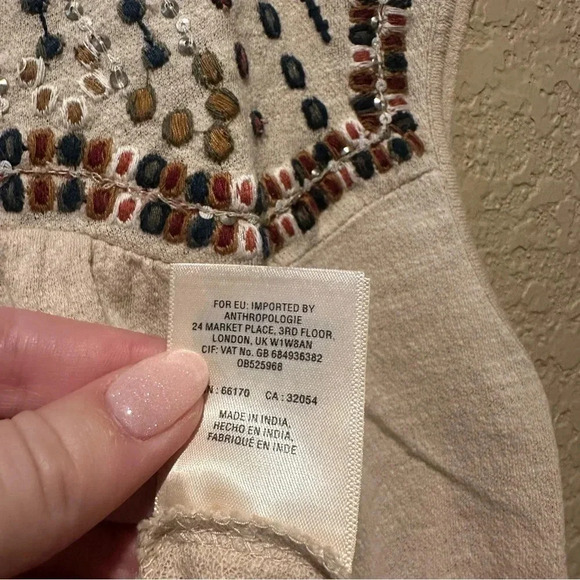 FOR EU: IMPORTED BY
ANTHROPOLOGIE
24 MARKET PLACE, 3RD FLOOR,
LONDON, UK W1W8AN
CIF: VAT No. GB 684936382
OB525968
N : 66170 CA : 32054
MADE IN INDIA,
HECHO EN INDIA,
FABRIQUÉ EN INDE